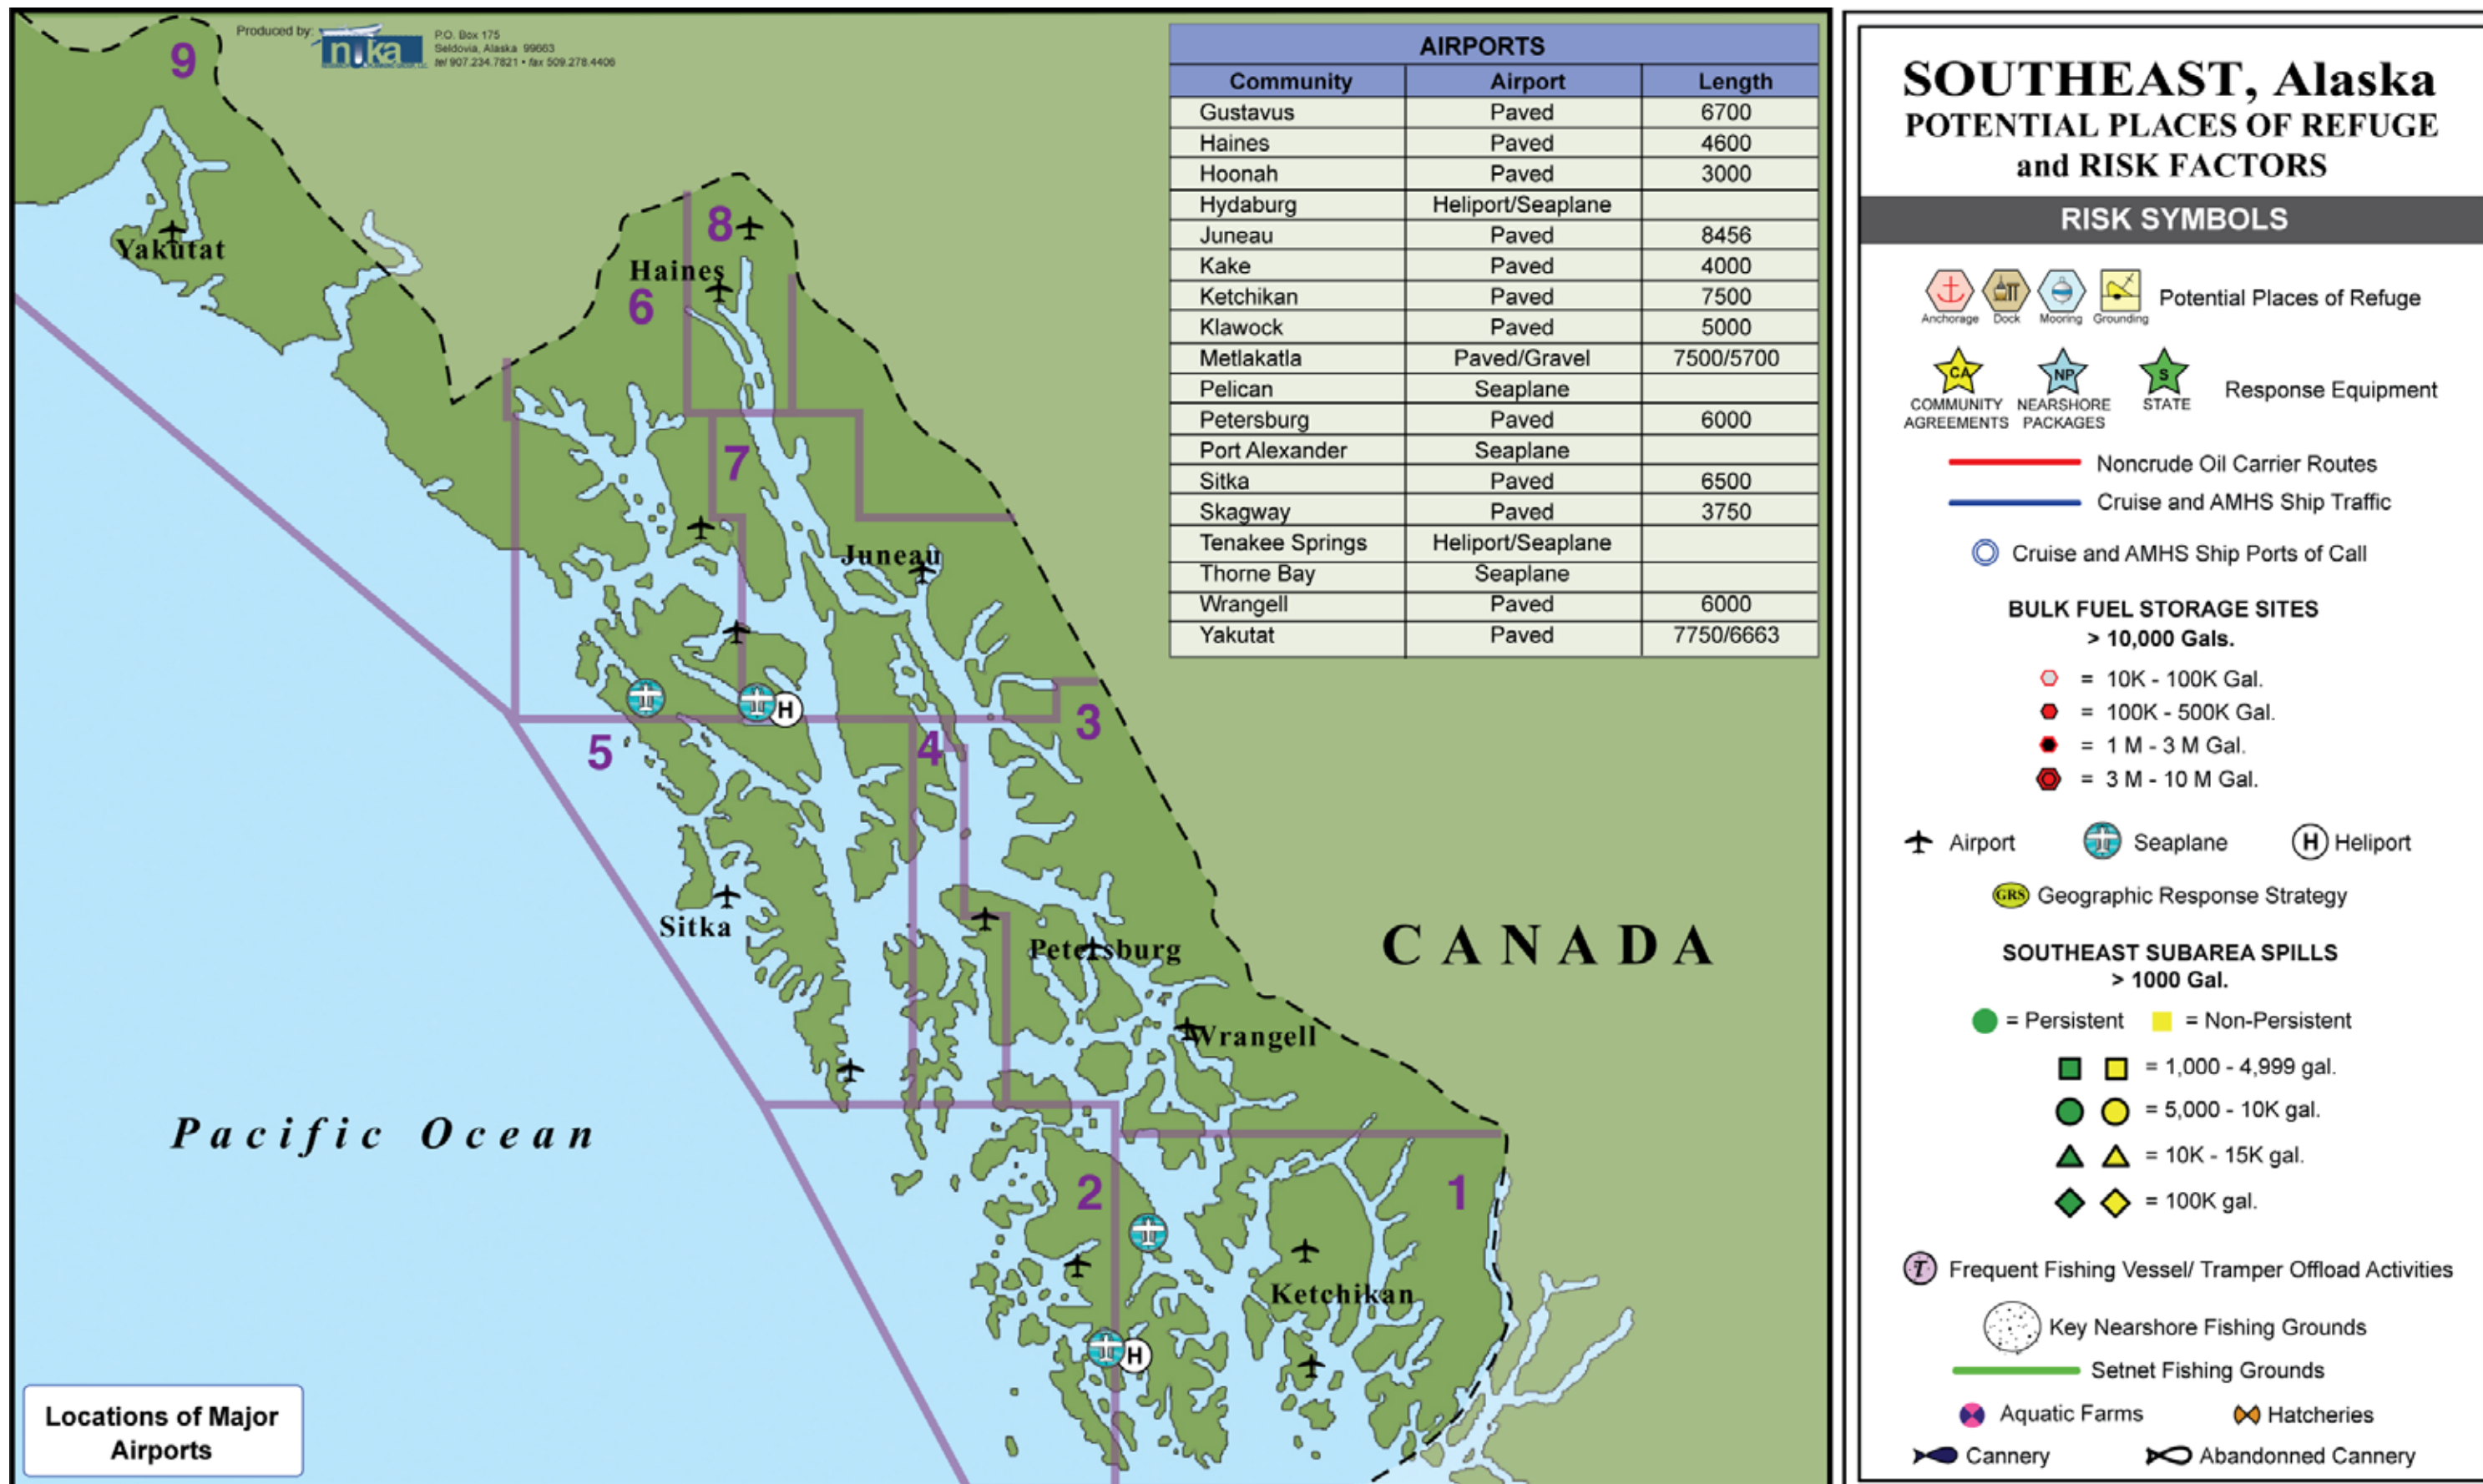 Produced by:
nuka
P.O. Box 175
Seldovia, Alaska 99663
tel 907.234.7821 • fax 509.278.4406
9
Yakutat
8
Haines
6
7
Juneau
5
4
3
Sitka
Petersburg
Wrangell
CANADA
Pacific Ocean
2
1
Ketchikan
H
H
Locations of Major
Airports
AIRPORTS
Community Airport Length
Gustavus Paved 6700
Haines Paved 4600
Hoonah Paved 3000
Hydaburg Heliport/Seaplane
Juneau Paved 8456
Kake Paved 4000
Ketchikan Paved 7500
Klawock Paved 5000
Metlakatla Paved/Gravel 7500/5700
Pelican Seaplane
Petersburg Paved 6000
Port Alexander Seaplane
Sitka Paved 6500
Skagway Paved 3750
Tenakee Springs Heliport/Seaplane
Thorne Bay Seaplane
Wrangell Paved 6000
Yakutat Paved 7750/6663
SOUTHEAST, Alaska
POTENTIAL PLACES OF REFUGE
and RISK FACTORS
RISK SYMBOLS
Anchorage Dock Mooring Grounding Potential Places of Refuge
CA NP S
COMMUNITY AGREEMENTS
NEARSHORE PACKAGES
STATE
Response Equipment
Noncrude Oil Carrier Routes
Cruise and AMHS Ship Traffic
Cruise and AMHS Ship Ports of Call
BULK FUEL STORAGE SITES
> 10,000 Gals.
= 10K - 100K Gal.
= 100K - 500K Gal.
= 1 M - 3 M Gal.
= 3 M - 10 M Gal.
Airport Seaplane H Heliport
GRS Geographic Response Strategy
SOUTHEAST SUBAREA SPILLS
> 1000 Gal.
= Persistent = Non-Persistent
= 1,000 - 4,999 gal.
= 5,000 - 10K gal.
= 10K - 15K gal.
= 100K gal.
T Frequent Fishing Vessel/ Tramper Offload Activities
Key Nearshore Fishing Grounds
Setnet Fishing Grounds
Aquatic Farms Hatcheries
Cannery Abandonned Cannery